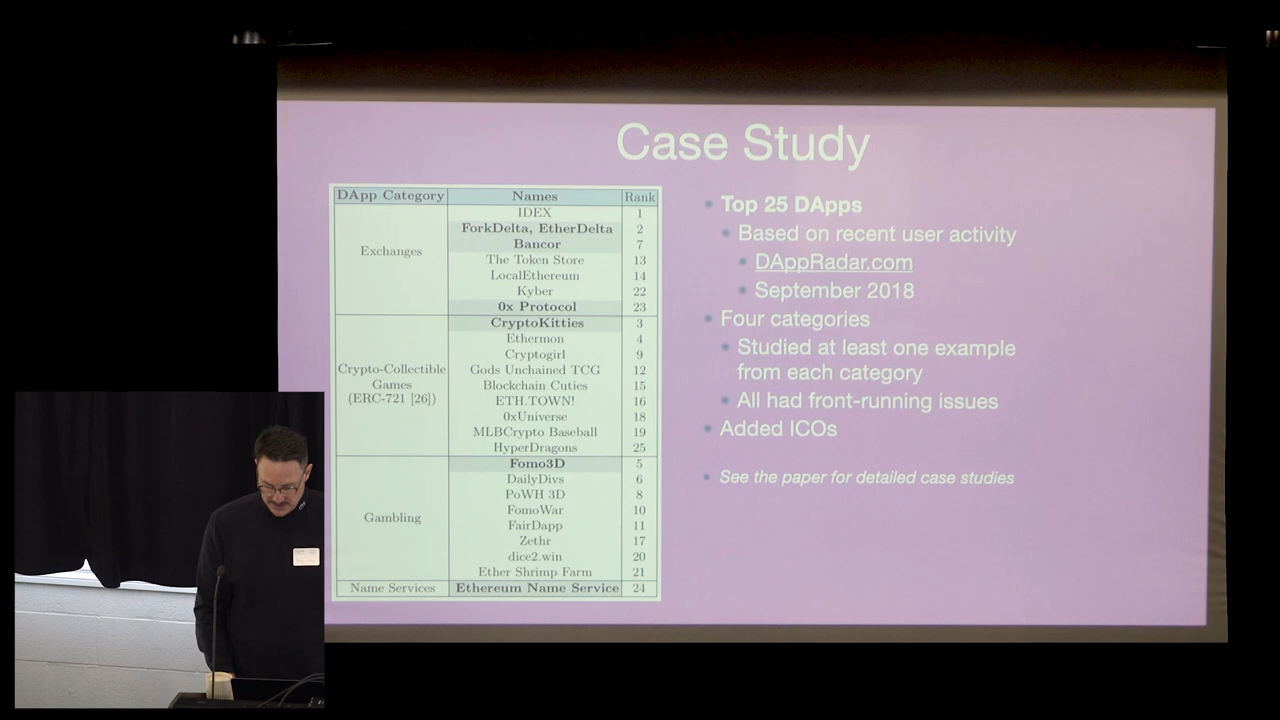 Case Study
DApp Category Names Rank
Exchanges
IDEX 1
ForkDelta, EtherDelta 2
Bancor 7
The Token Store 13
LocalEthereum 14
Kyber 22
0x Protocol 23
Crypto-Collectible
Games
(ERC-721 [26])
CryptoKitties 3
Ethermon 4
Cryptogirl 9
Gods Unchained TCG 12
Blockchain Cuties 15
ETH.TOWN! 16
0xUniverse 18
MLBCrypto Baseball 19
HyperDragons 25
Gambling
Fomo3D 5
DailyDivs 6
PoWH 3D 8
FomoWar 10
FairDapp 11
Zethr 17
dice2.win 20
Ether Shrimp Farm 21
Name Services Ethereum Name Service 24
• Top 25 DApps
• Based on recent user activity
• DAppRadar.com
• September 2018
• Four categories
• Studied at least one example
from each category
• All had front-running issues
• Added ICOs
• See the paper for detailed case studies